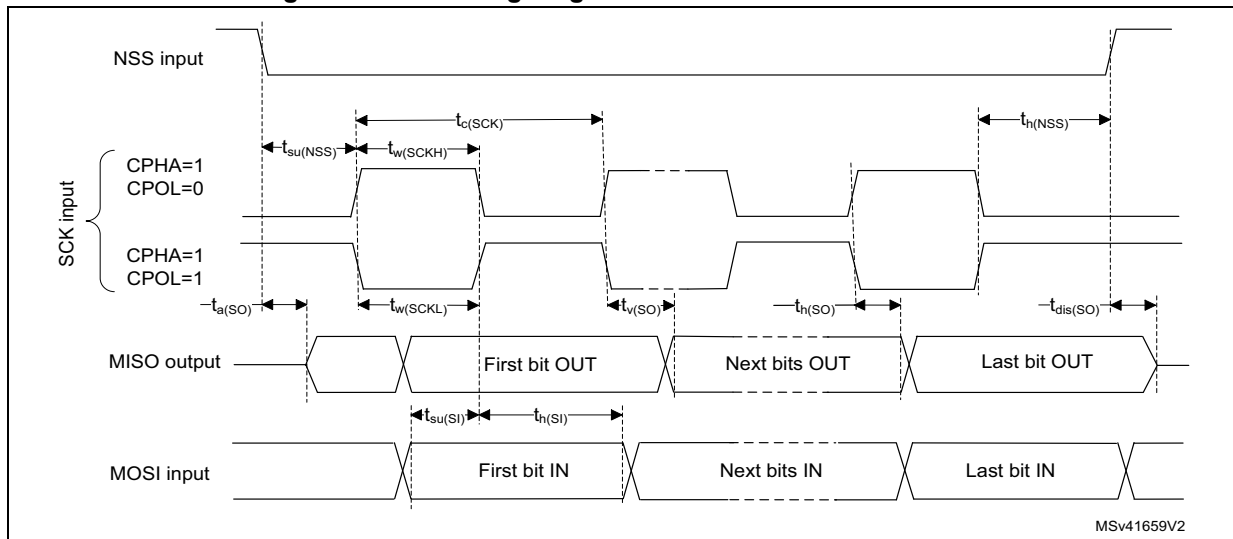 NSS input
tc(SCK)
th(NSS)
tsu(NSS)
tw(SCKH)
SCK input
CPHA=1
CPOL=0
CPHA=1
CPOL=1
ta(SO)
tw(SCKL)
tv(SO)
th(SO)
tdis(SO)
MISO output
First bit OUT
Next bits OUT
Last bit OUT
tsu(SI)
th(SI)
MOSI input
First bit IN
Next bits IN
Last bit IN
MSv41659V2